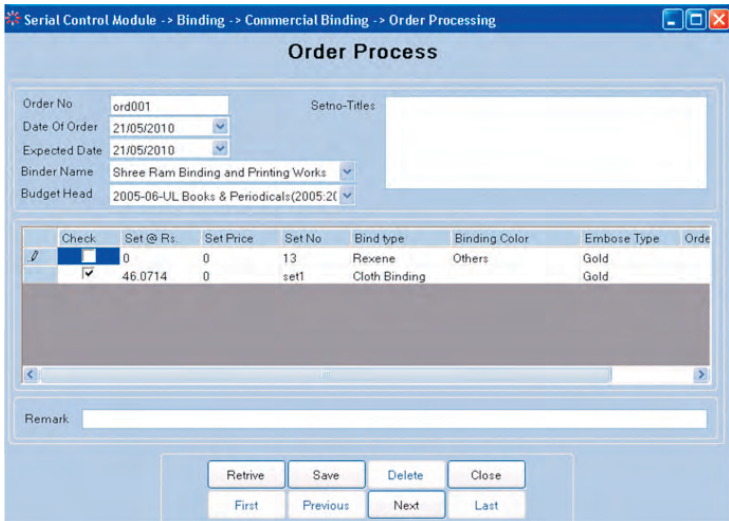 Serial Control Module -> Binding -> Commercial Binding -> Order Processing
Order Process
Order No ord001 Setno-Titles
Date Of Order 21/05/2010
Expected Date 21/05/2010
Binder Name Shree Ram Binding and Printing Works
Budget Head 2005-06-UL Books & Periodicals(2005:2(
Check Set @ Rs. Set Price Set No Bind type Binding Color Embose Type Orde
0 0 13 Rexene Others Gold
46.0714 0 set1 Cloth Binding Gold
Remark
Retrive Save Delete Close
First Previous Next Last